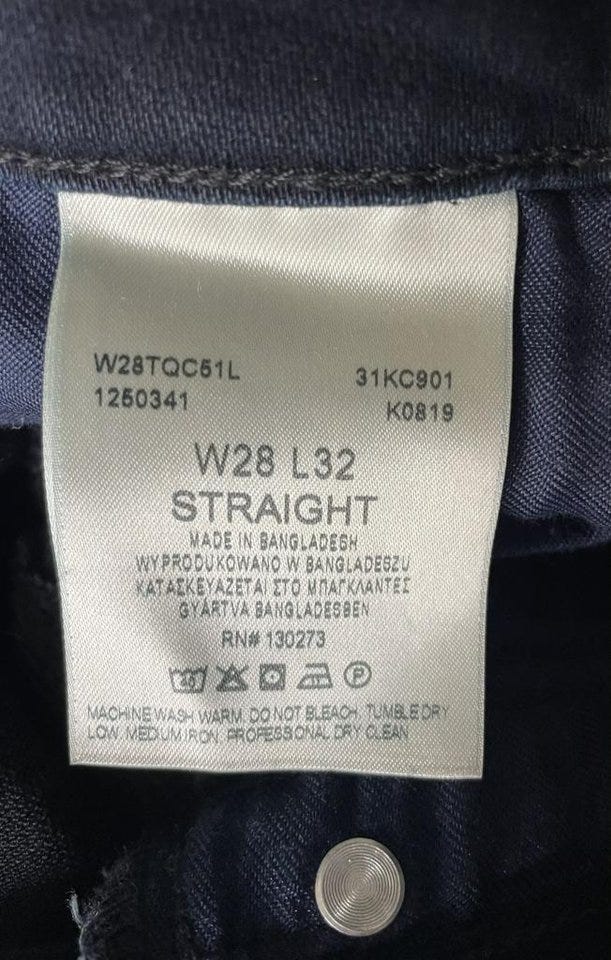 W28TQC51L 31KC901
1250341 K0819
W28 L32
STRAIGHT
MADE IN BANGLADESH
WYPRODUKOWANO W BANGLADESZU
ΚΑΤΑΣΚΕΥΑΖΕΤΑΙ ΣΤΟ ΜΠΑΓΚΛΑΝΤΕΣ
GYÁRTVA BANGLADESBEN
RN# 130273
40 P
MACHINE WASH WARM. DO NOT BLEACH. TUMBLE DRY
LOW. MEDIUM IRON. PROFESSIONAL DRY CLEAN